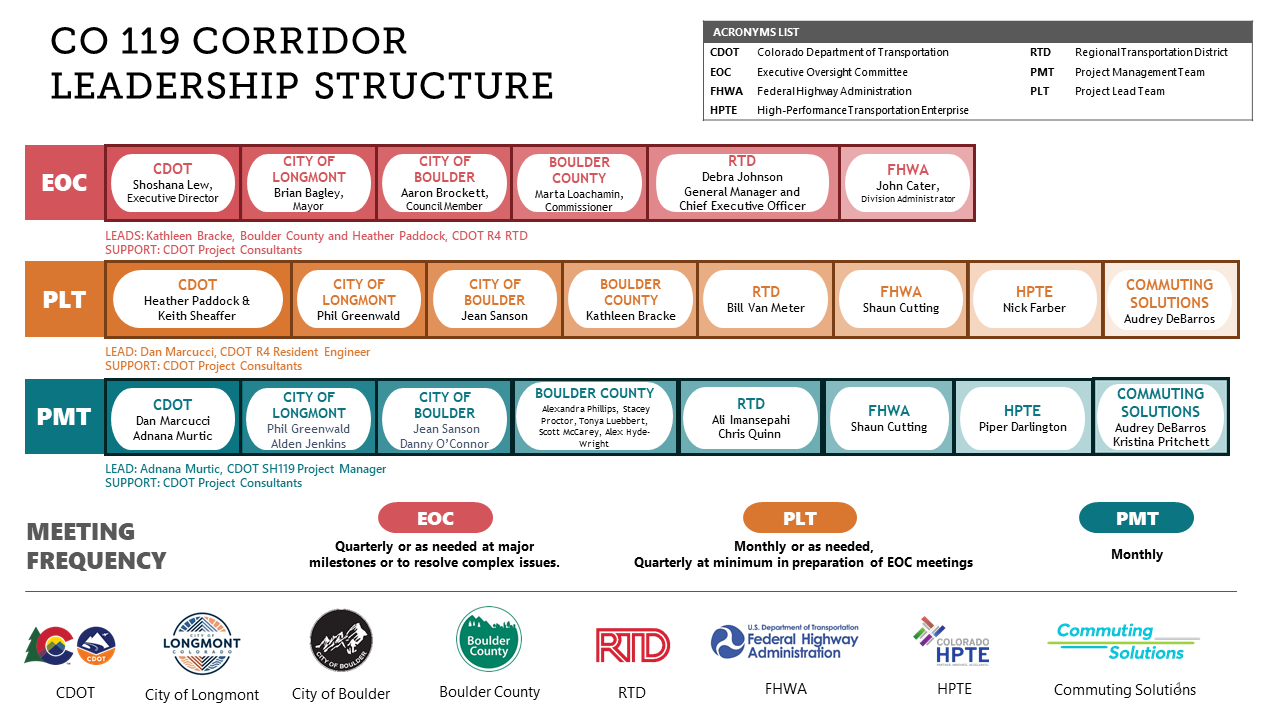 CO 119 CORRIDOR
LEADERSHIP STRUCTURE
ACRONYMS LIST
CDOT Colorado Department of Transportation RTD Regional Transportation District
EOC Executive Oversight Committee PMT Project Management Team
FHWA Federal Highway Administration PLT Project Lead Team
HPTE High-Performance Transportation Enterprise
EOC
CDOT
Shoshana Lew,
Executive Director
CITY OF
LONGMONT
Brian Bagley,
Mayor
CITY OF
BOULDER
Aaron Brockett,
Council Member
BOULDER
COUNTY
Marta Loachamin,
Commissioner
RTD
Debra Johnson
General Manager and
Chief Executive Officer
FHWA
John Cater,
Division Administrator
LEADS: Kathleen Bracke, Boulder County and Heather Paddock, CDOT R4 RTD
SUPPORT: CDOT Project Consultants
PLT
CDOT
Heather Paddock &
Keith Sheaffer
CITY OF
LONGMONT
Phil Greenwald
CITY OF
BOULDER
Jean Sanson
BOULDER
COUNTY
Kathleen Bracke
RTD
Bill Van Meter
FHWA
Shaun Cutting
HPTE
Nick Farber
COMMUTING
SOLUTIONS
Audrey DeBarros
LEAD: Dan Marcucci, CDOT R4 Resident Engineer
SUPPORT: CDOT Project Consultants
PMT
CDOT
Dan Marcucci
Adnana Murtic
CITY OF
LONGMONT
Phil Greenwald
Alden Jenkins
CITY OF
BOULDER
Jean Sanson
Danny O'Connor
BOULDER COUNTY
Alexandra Phillips, Stacey
Proctor, Tonya Luebbert,
Scott McCarey, Alex Hyde-
Wright
RTD
Ali Imansepahi
Chris Quinn
FHWA
Shaun Cutting
HPTE
Piper Darlington
COMMUTING
SOLUTIONS
Audrey DeBarros
Kristina Pritchett
LEAD: Adnana Murtic, CDOT SH119 Project Manager
SUPPORT: CDOT Project Consultants
MEETING
FREQUENCY
EOC
Quarterly or as needed at major
milestones or to resolve complex issues.
PLT
Monthly or as needed,
Quarterly at minimum in preparation of EOC meetings
PMT
Monthly
CDOT
CITY OF
LONGMONT
COLORADO
CITY OF BOULDER
Boulder
County
RTD
U.S. Department of Transportation
Federal Highway
Administration
COLORADO
HPTE
Commuting
Solutions
CDOT
City of Longmont
City of Boulder
Boulder County
RTD
FHWA
HPTE
Commuting Solutions